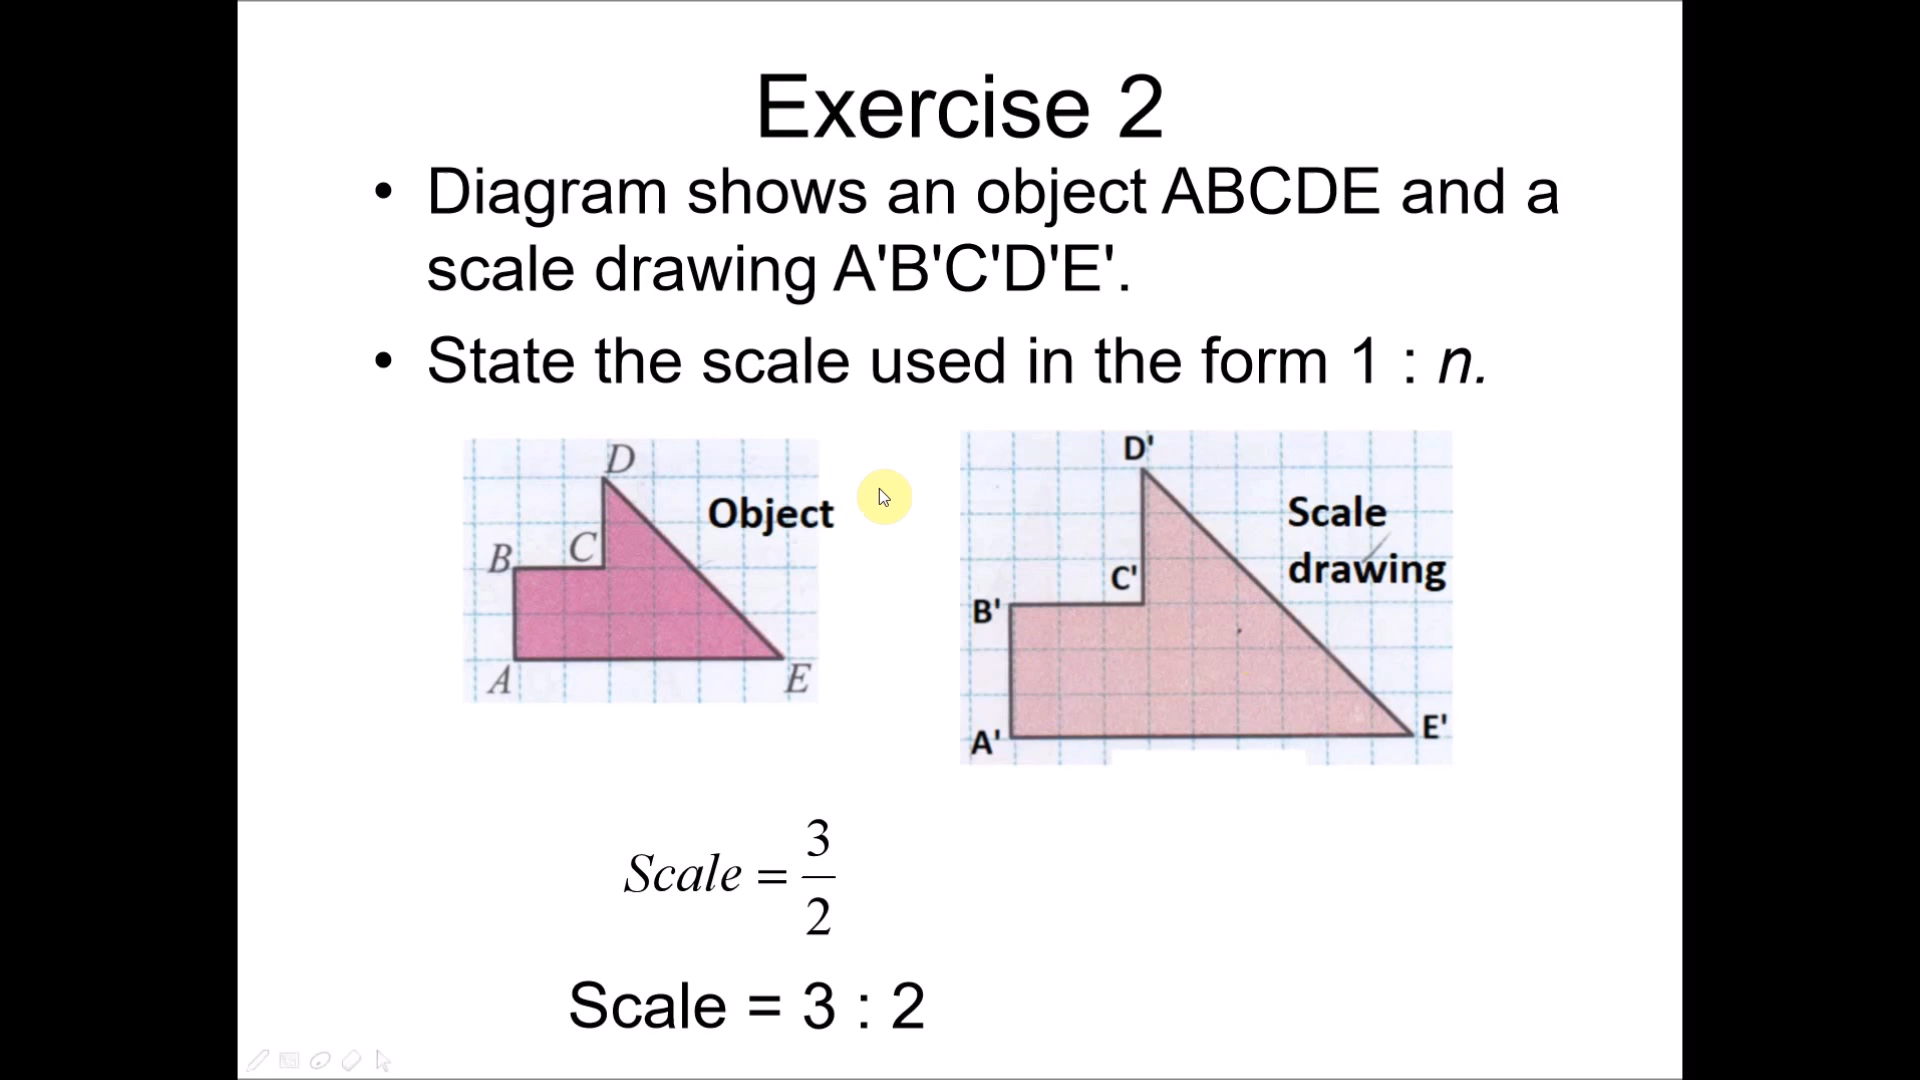 Exercise 2
• Diagram shows an object ABCDE and a
scale drawing A'B'C'D'E'.
• State the scale used in the form 1 : n.
D
Object
B
C
A
E
D'
Scale
drawing
C'
B'
A'
E'
Scale = 3/2
Scale = 3 : 2